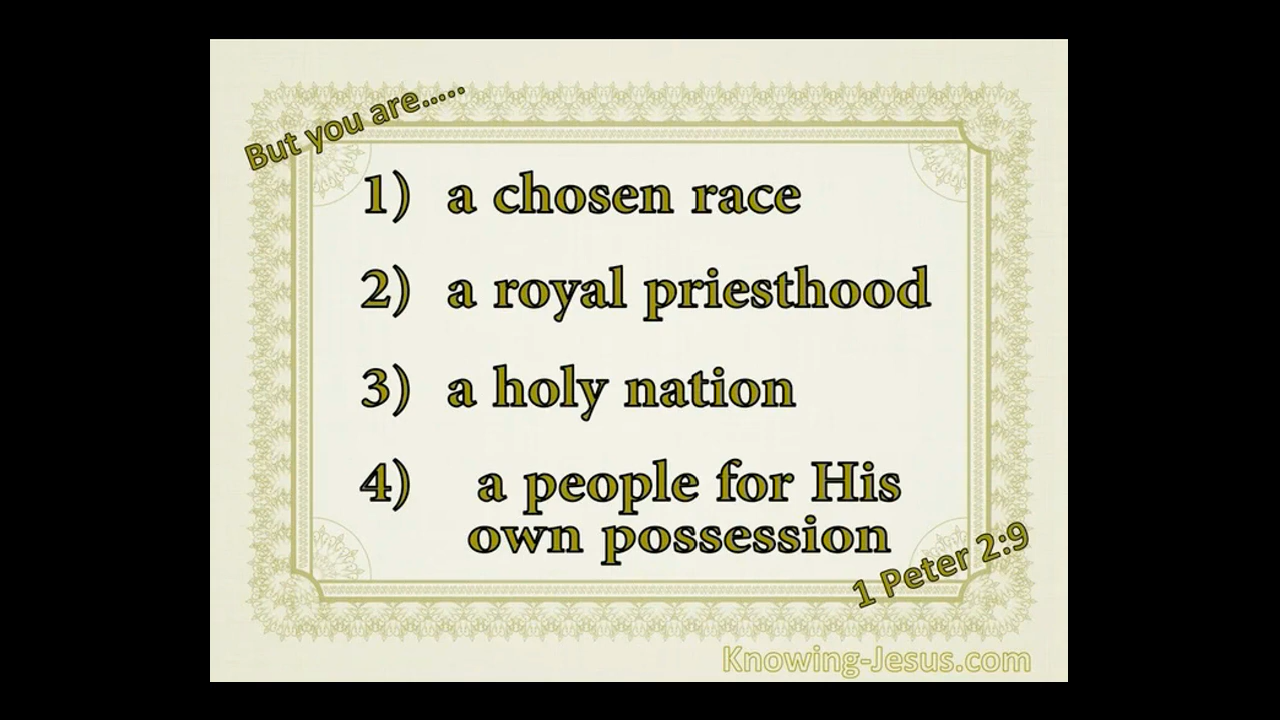 But you are.....
1) a chosen race
2) a royal priesthood
3) a holy nation
4) a people for His
own possession
1 Peter 2:9
Knowing-Jesus.com